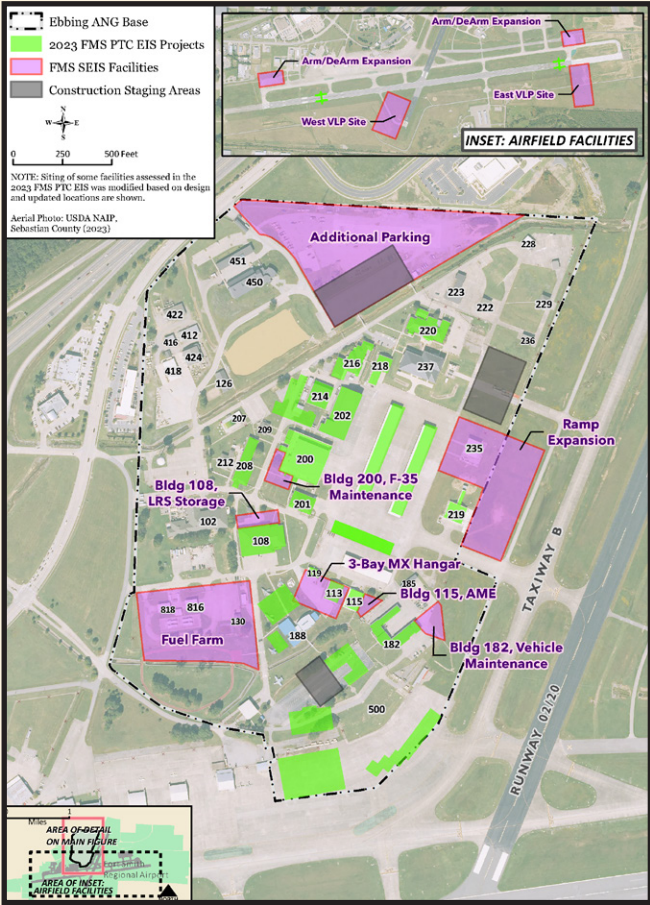 Ebbing ANG Base
2023 FMS PTC EIS Projects
FMS SEIS Facilities
Construction Staging Areas
N
W
E
S
0
250
500 Feet
NOTE: Siting of some facilities assessed in the
2023 FMS PTC EIS was modified based on design
and updated locations are shown.
Aerial Photo: USDA NAIP,
Sebastian County (2023)
Arm/DeArm Expansion
Arm/DeArm Expansion
East VLP Site
West VLP Site
INSET: AIRFIELD FACILITIES
Additional Parking
228
451
450
223
222
229
422
416
412
424
418
220
236
216
218
237
126
214
202
207
209
Ramp
Expansion
235
212
208
200
Bldg 200, F-35
Maintenance
Bldg 108,
LRS Storage
201
219
102
108
TAXIWAY B
3-Bay MX Hangar
119
113
115
185
Bldg 115, AME
818
816
130
Fuel Farm
188
182
Bldg 182, Vehicle
Maintenance
500
RUNWAY 02/20
0
1
Miles
AREA OF DETAIL
ON MAIN FIGURE
Regional Airport
AREA OF INSET:
AIRFIELD FACILITIES